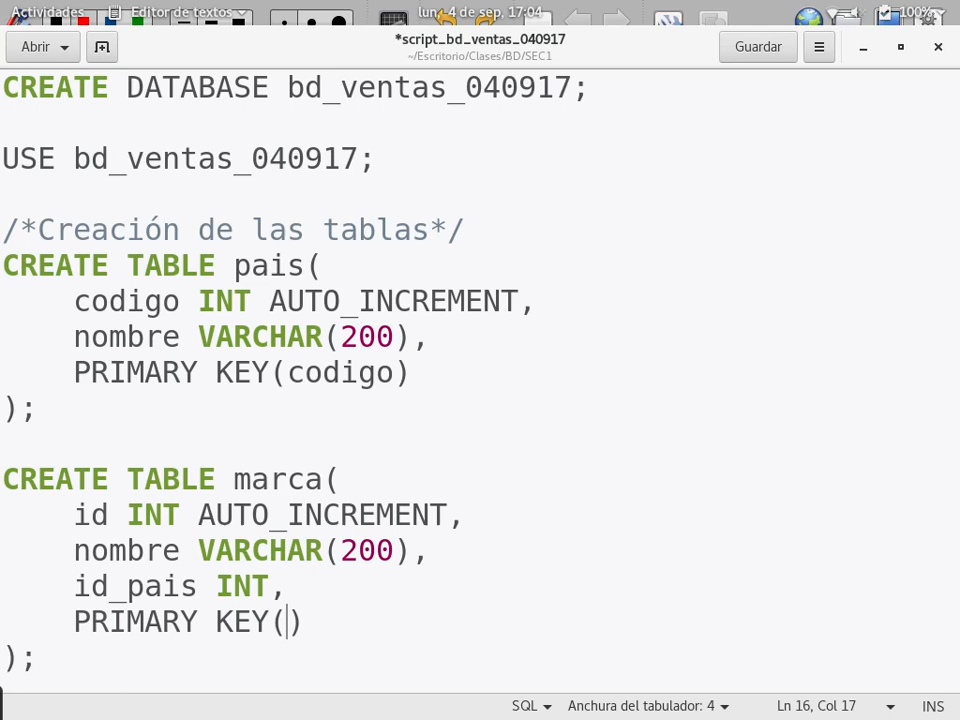 Actividades Editor de textos lun, 4 de sep, 17:04 100%
Abrir *script_bd_ventas_040917 Guardar
~/Escritorio/Clases/BD/SEC1
CREATE DATABASE bd_ventas_040917;
USE bd_ventas_040917;
/*Creación de las tablas*/
CREATE TABLE pais(
codigo INT AUTO_INCREMENT,
nombre VARCHAR(200),
PRIMARY KEY(codigo)
);
CREATE TABLE marca(
id INT AUTO_INCREMENT,
nombre VARCHAR(200),
id_pais INT,
PRIMARY KEY()
);
SQL Anchura del tabulador: 4 Ln 16, Col 17 INS